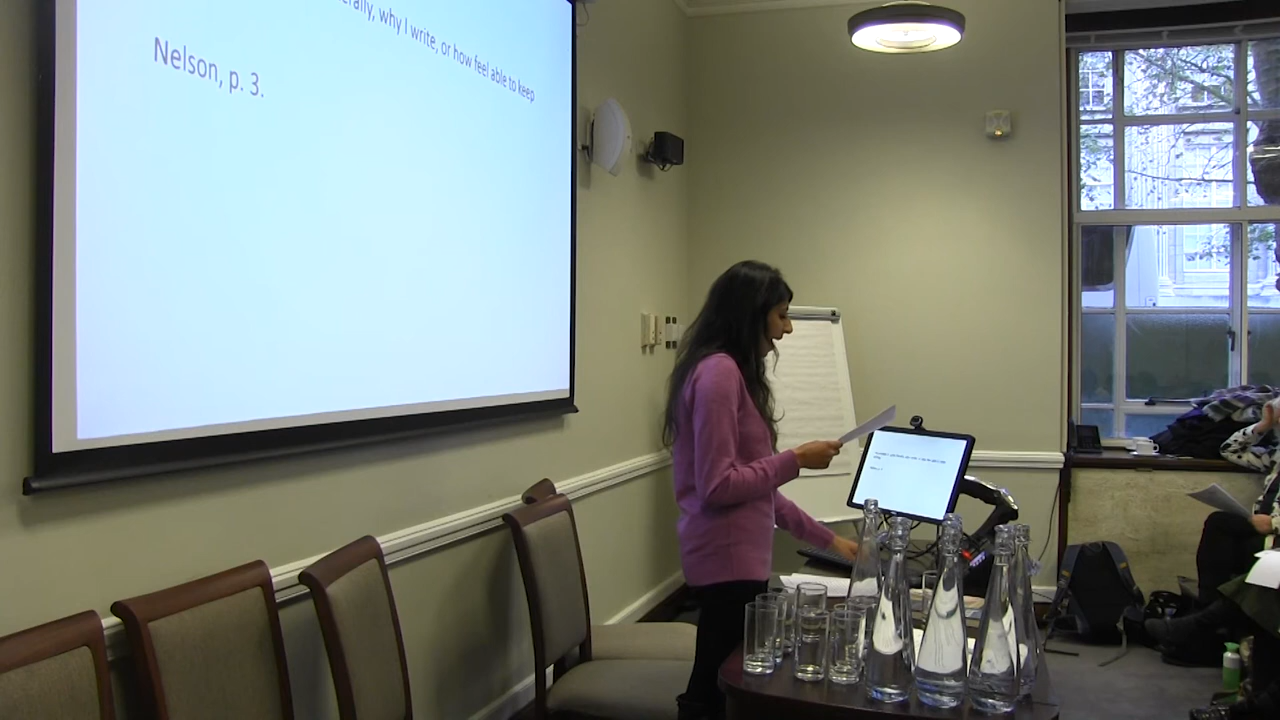 erally, why I write, or how feel able to keep
Nelson, p. 3.